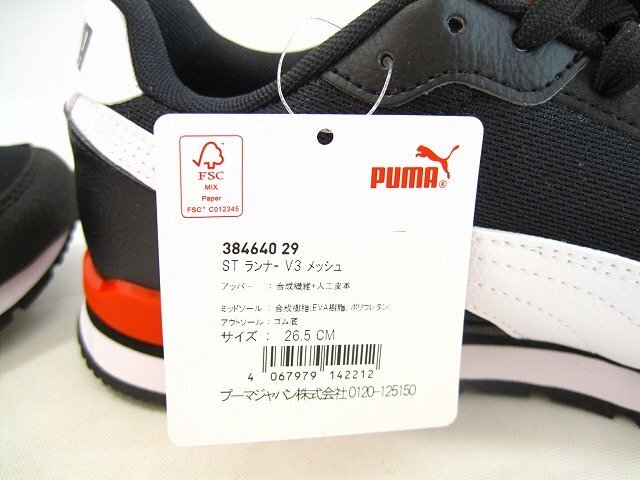 FSC
MIX
Paper
FSC® C012345
PUMA®
384640 29
ST ランナー V3 メッシュ
アッパー : 合成繊維+人工皮革
ミッドソール : 合成樹脂(EVA樹脂, ポリウレタン)
アウトソール : ゴム底
サイズ : 26.5 CM
4 067979 142212
プーマジャパン株式会社0120-125150